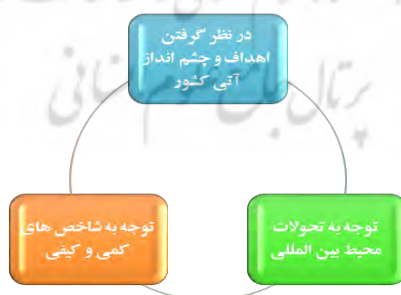 در نظر گرفتن
اهداف و چشم انداز
آتی کشور
توجه به تحولات
محیط بین المللی
توجه به شاخص های
کمی و کیفی